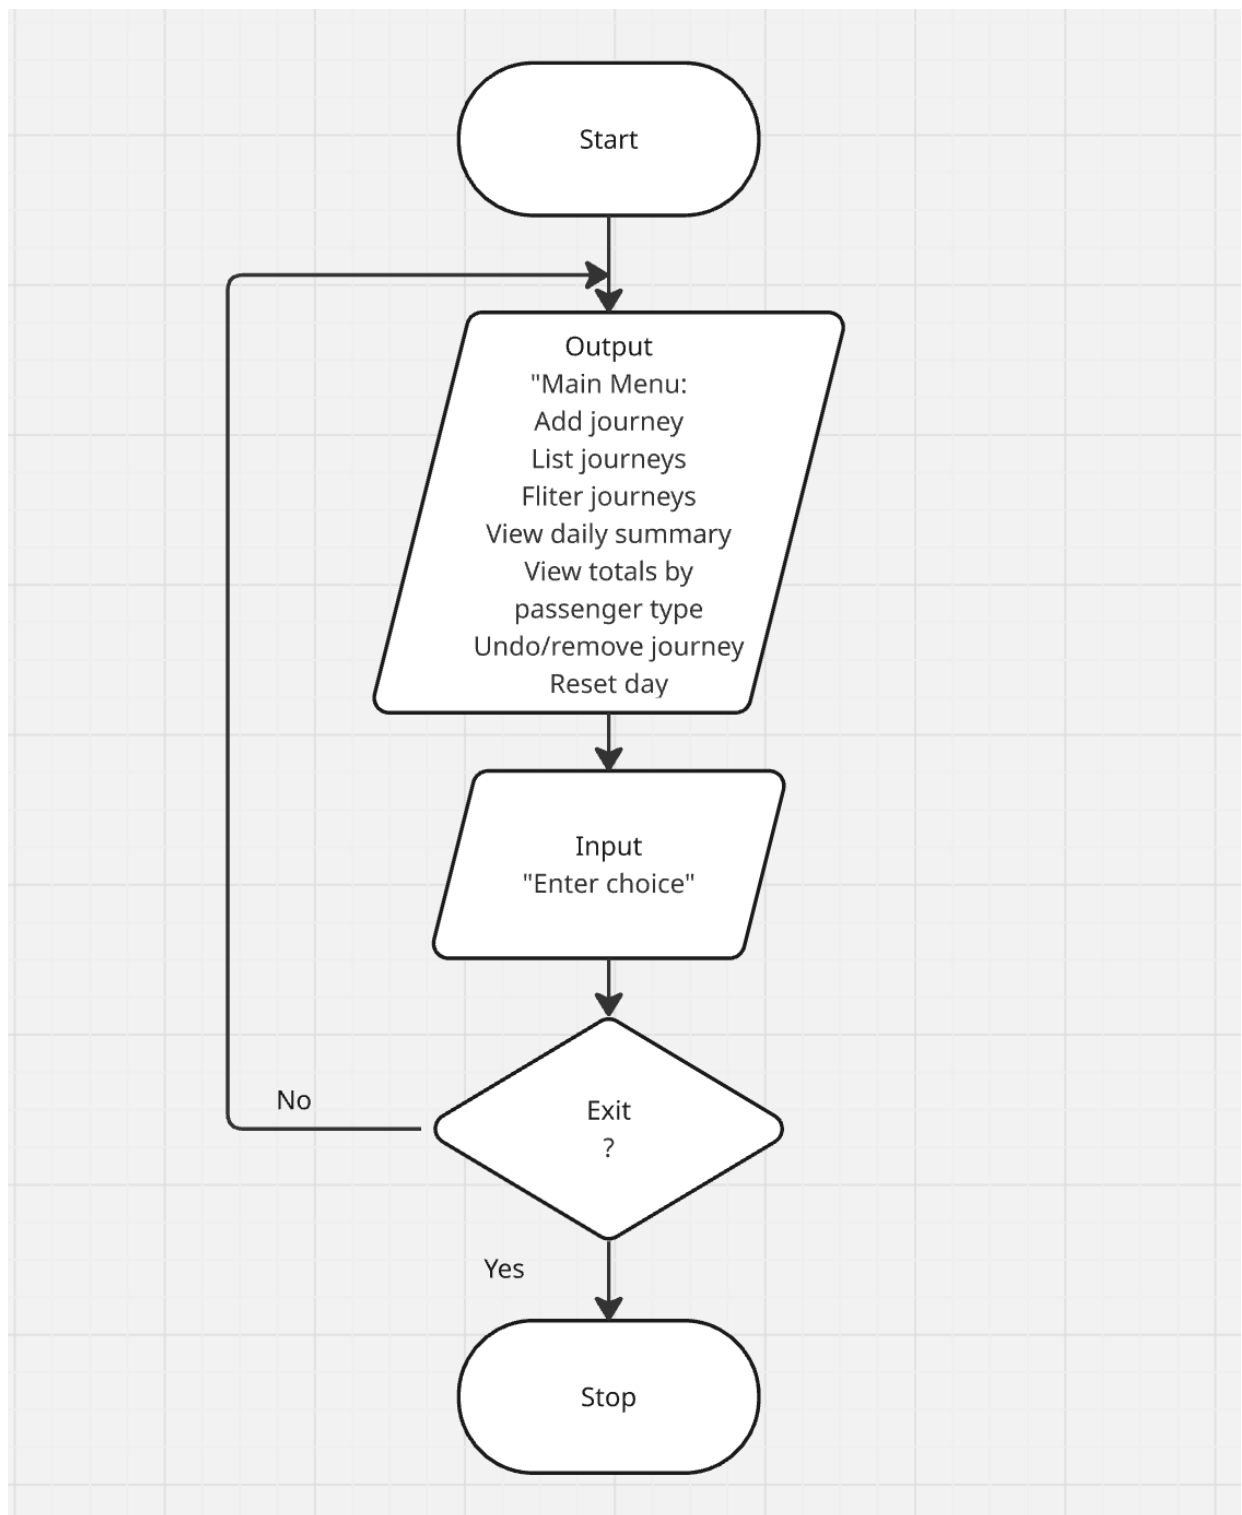 Start
Output
"Main Menu:
Add journey
List journeys
Fliter journeys
View daily summary
View totals by
passenger type
Undo/remove journey
Reset day
Input
"Enter choice"
No
Exit
?
Yes
Stop